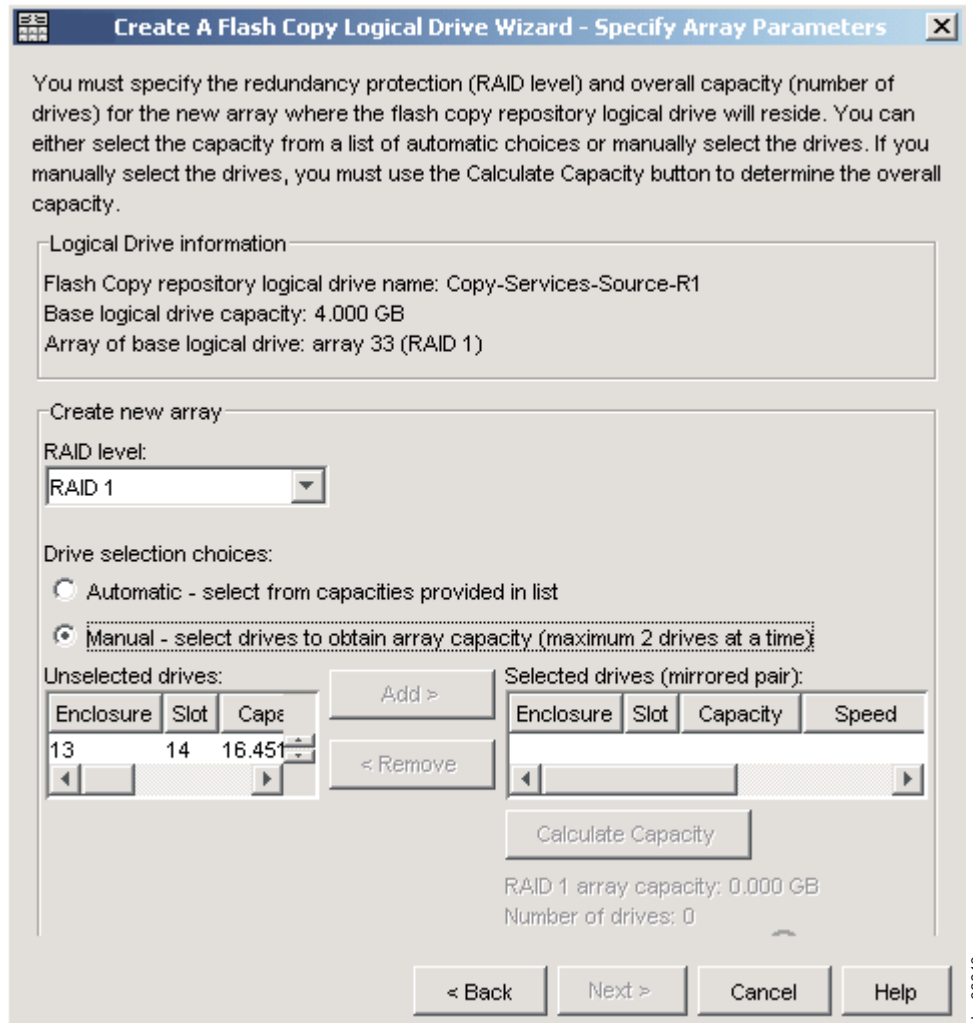 Create A Flash Copy Logical Drive Wizard - Specify Array Parameters
You must specify the redundancy protection (RAID level) and overall capacity (number of
drives) for the new array where the flash copy repository logical drive will reside. You can
either select the capacity from a list of automatic choices or manually select the drives. If you
manually select the drives, you must use the Calculate Capacity button to determine the overall
capacity.
Logical Drive information
Flash Copy repository logical drive name: Copy-Services-Source-R1
Base logical drive capacity: 4.000 GB
Array of base logical drive: array 33 (RAID 1)
Create new array
RAID level:
RAID 1
Drive selection choices:
Automatic - select from capacities provided in list
Manual - select drives to obtain array capacity (maximum 2 drives at a time)
Unselected drives:
Enclosure Slot Capa
13 14 16.451
Add >
< Remove
Selected drives (mirrored pair):
Enclosure Slot Capacity Speed
Calculate Capacity
RAID 1 array capacity: 0.000 GB
Number of drives: 0
< Back Next > Cancel Help